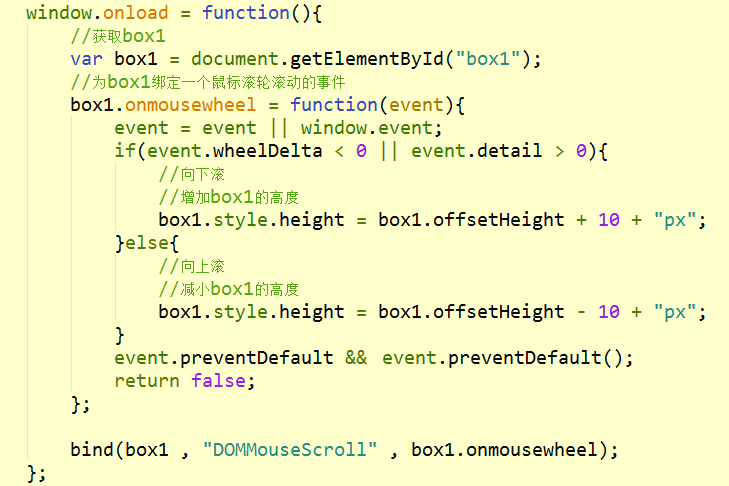 window.onload = function(){
//获取box1
var box1 = document.getElementById("box1");
//为box1绑定一个鼠标滚轮滚动的事件
box1.onmousewheel = function(event){
event = event || window.event;
if(event.wheelDelta < 0 || event.detail > 0){
//向下滚
//增加box1的高度
box1.style.height = box1.offsetHeight + 10 + "px";
}else{
//向上滚
//减小box1的高度
box1.style.height = box1.offsetHeight - 10 + "px";
}
event.preventDefault && event.preventDefault();
return false;
};
bind(box1 , "DOMMouseScroll" , box1.onmousewheel);
};